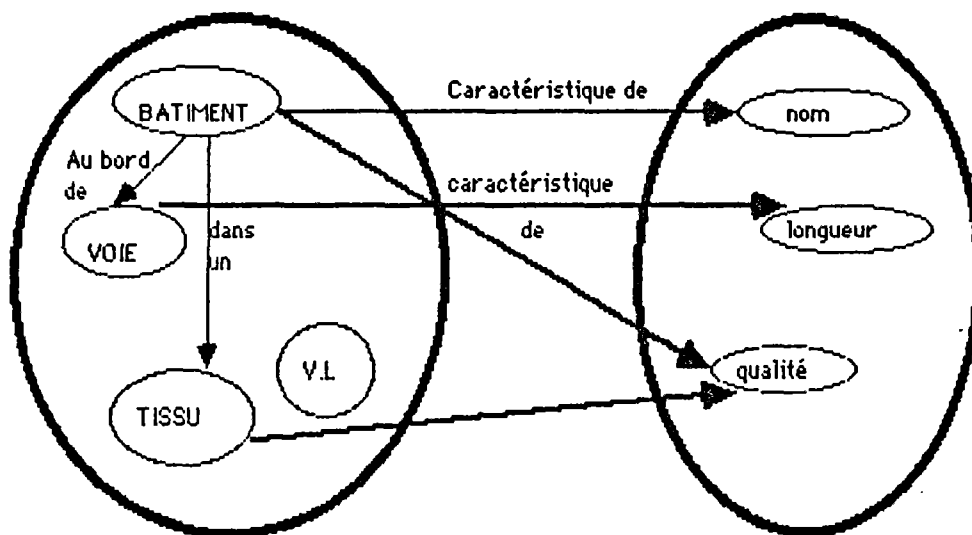 BATIMENT
Caractéristique de
nom
Au bord
de
caractéristique
de
VOIE
dans
un
longueur
V.L
qualité
TISSU